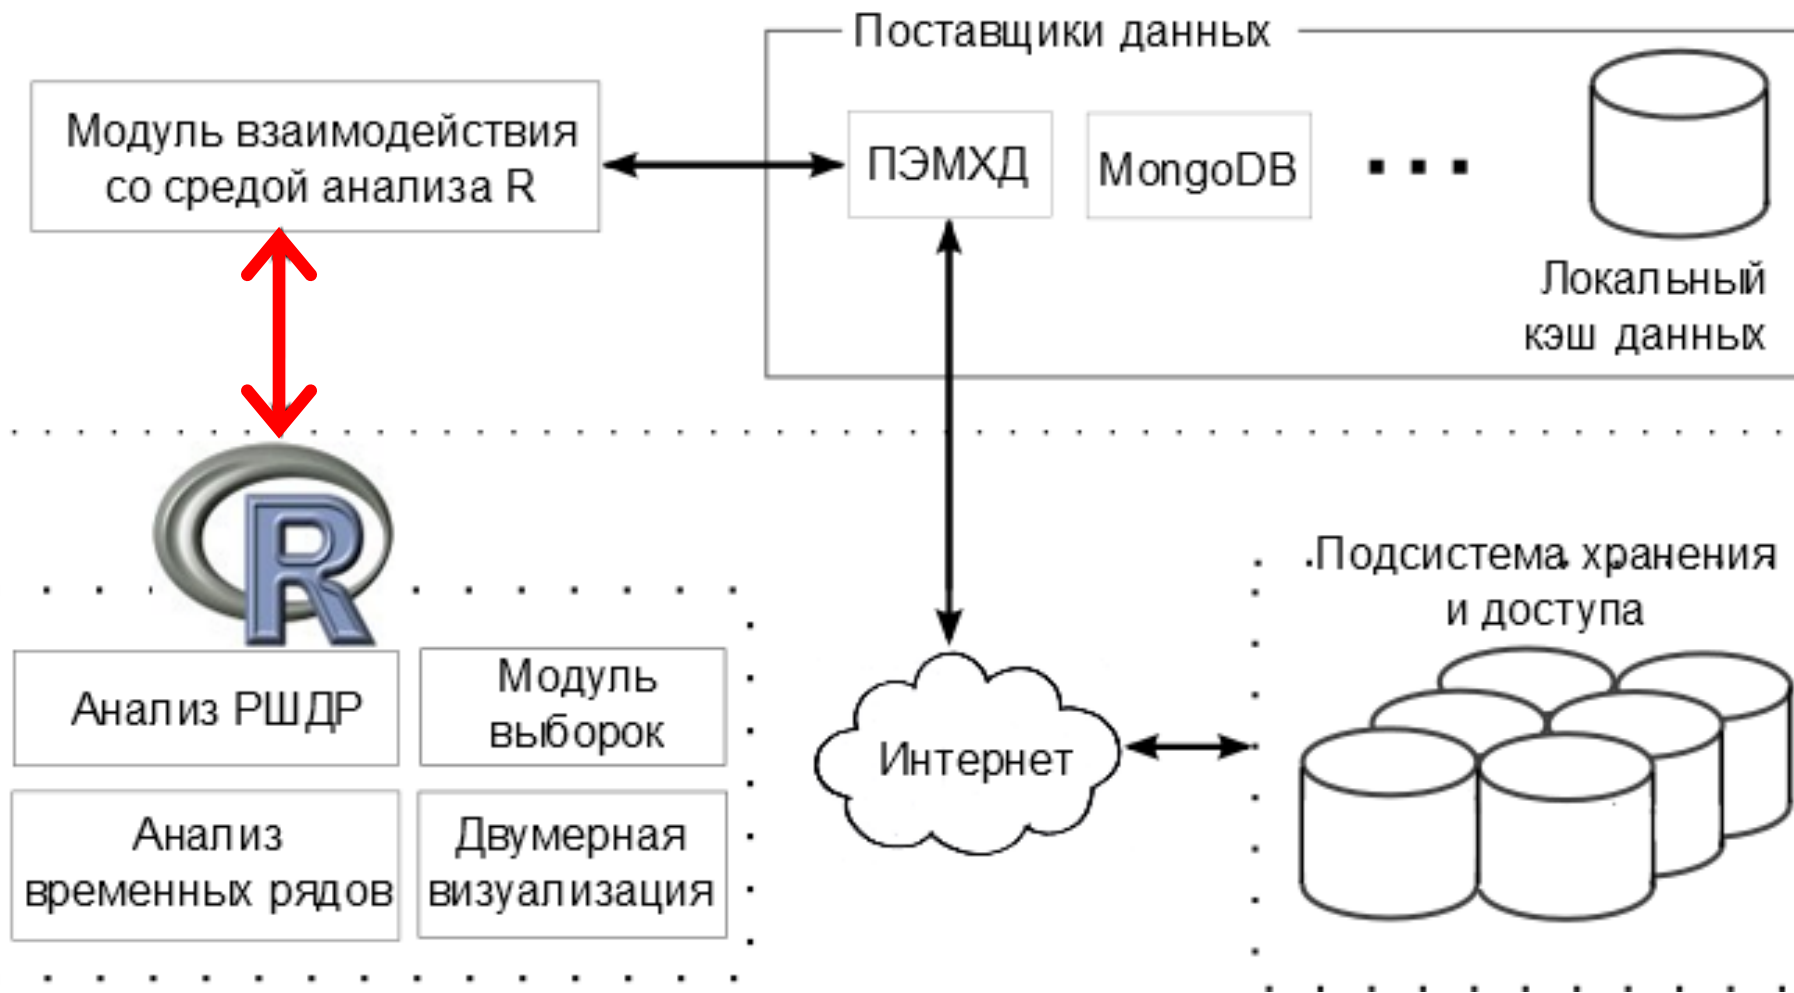 Поставщики данных
Модуль взаимодействия
со средой анализа R
ПЭМХД
MongoDB
...
Локальный
кэш данных
R
Подсистема хранения
и доступа
Анализ РШДР
Модуль
выборок
Интернет
Анализ
временных рядов
Двумерная
визуализация